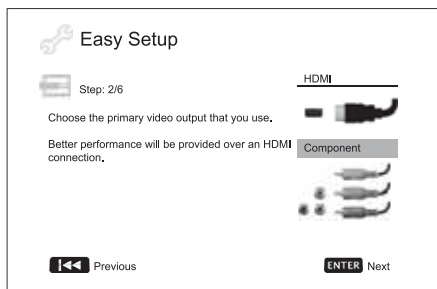 Easy Setup
Step: 2/6
Choose the primary video output that you use.
Better performance will be provided over an HDMI
connection.
HDMI
Component
Previous
ENTER Next